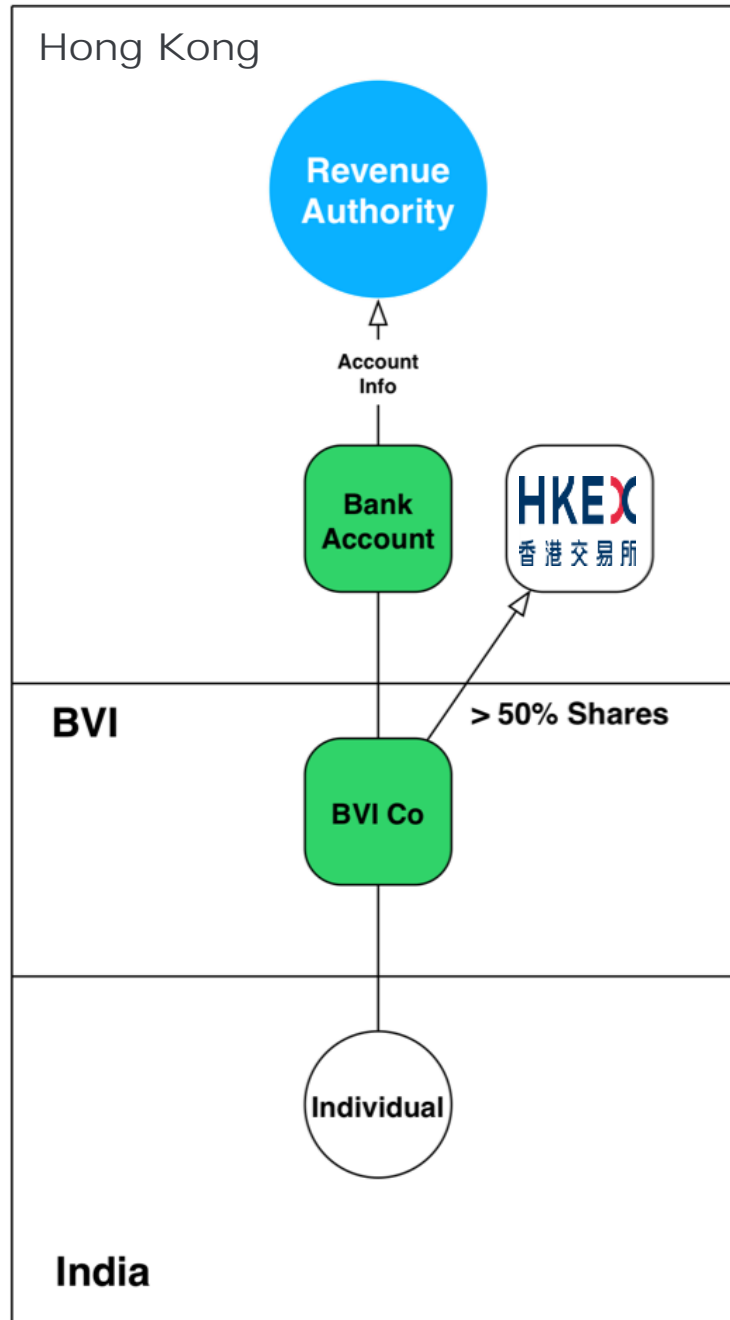 Hong Kong
Revenue
Authority
Account
Info
Bank
Account
HKEX
香港交易所
BVI
> 50% Shares
BVI Co
Individual
India